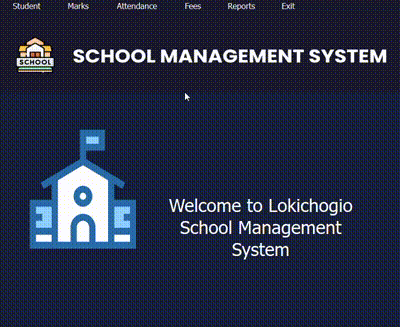 Student Marks Attendance Fees Reports Exit
SCHOOL MANAGEMENT SYSTEM
SCHOOL
Welcome to Lokichogio
School Management
System